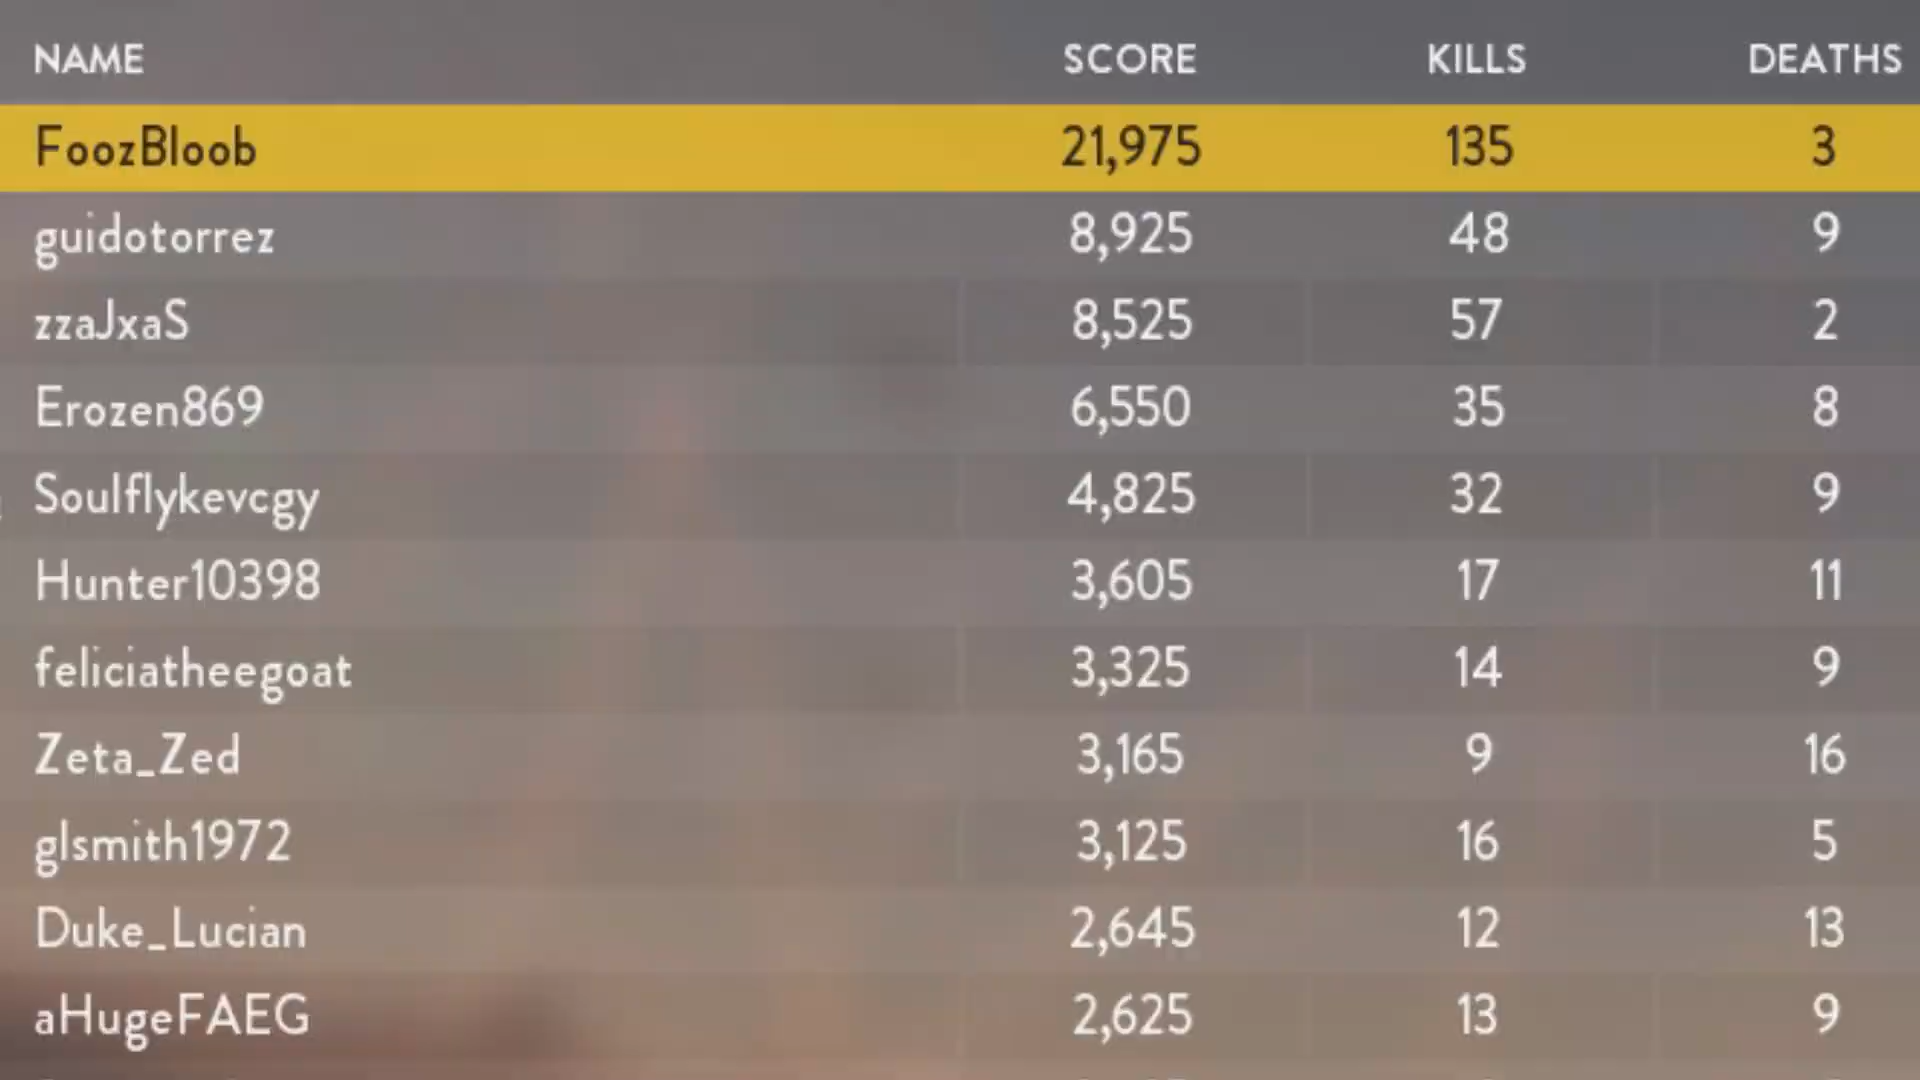 NAME SCORE KILLS DEATHS
FoozBloob 21,975 135 3
guidotorrez 8,925 48 9
zzaJxaS 8,525 57 2
Erozen869 6,550 35 8
Soulflykevcgy 4,825 32 9
Hunter10398 3,605 17 11
feliciatheegoat 3,325 14 9
Zeta_Zed 3,165 9 16
glsmith1972 3,125 16 5
Duke_Lucian 2,645 12 13
aHugeFAEG 2,625 13 9